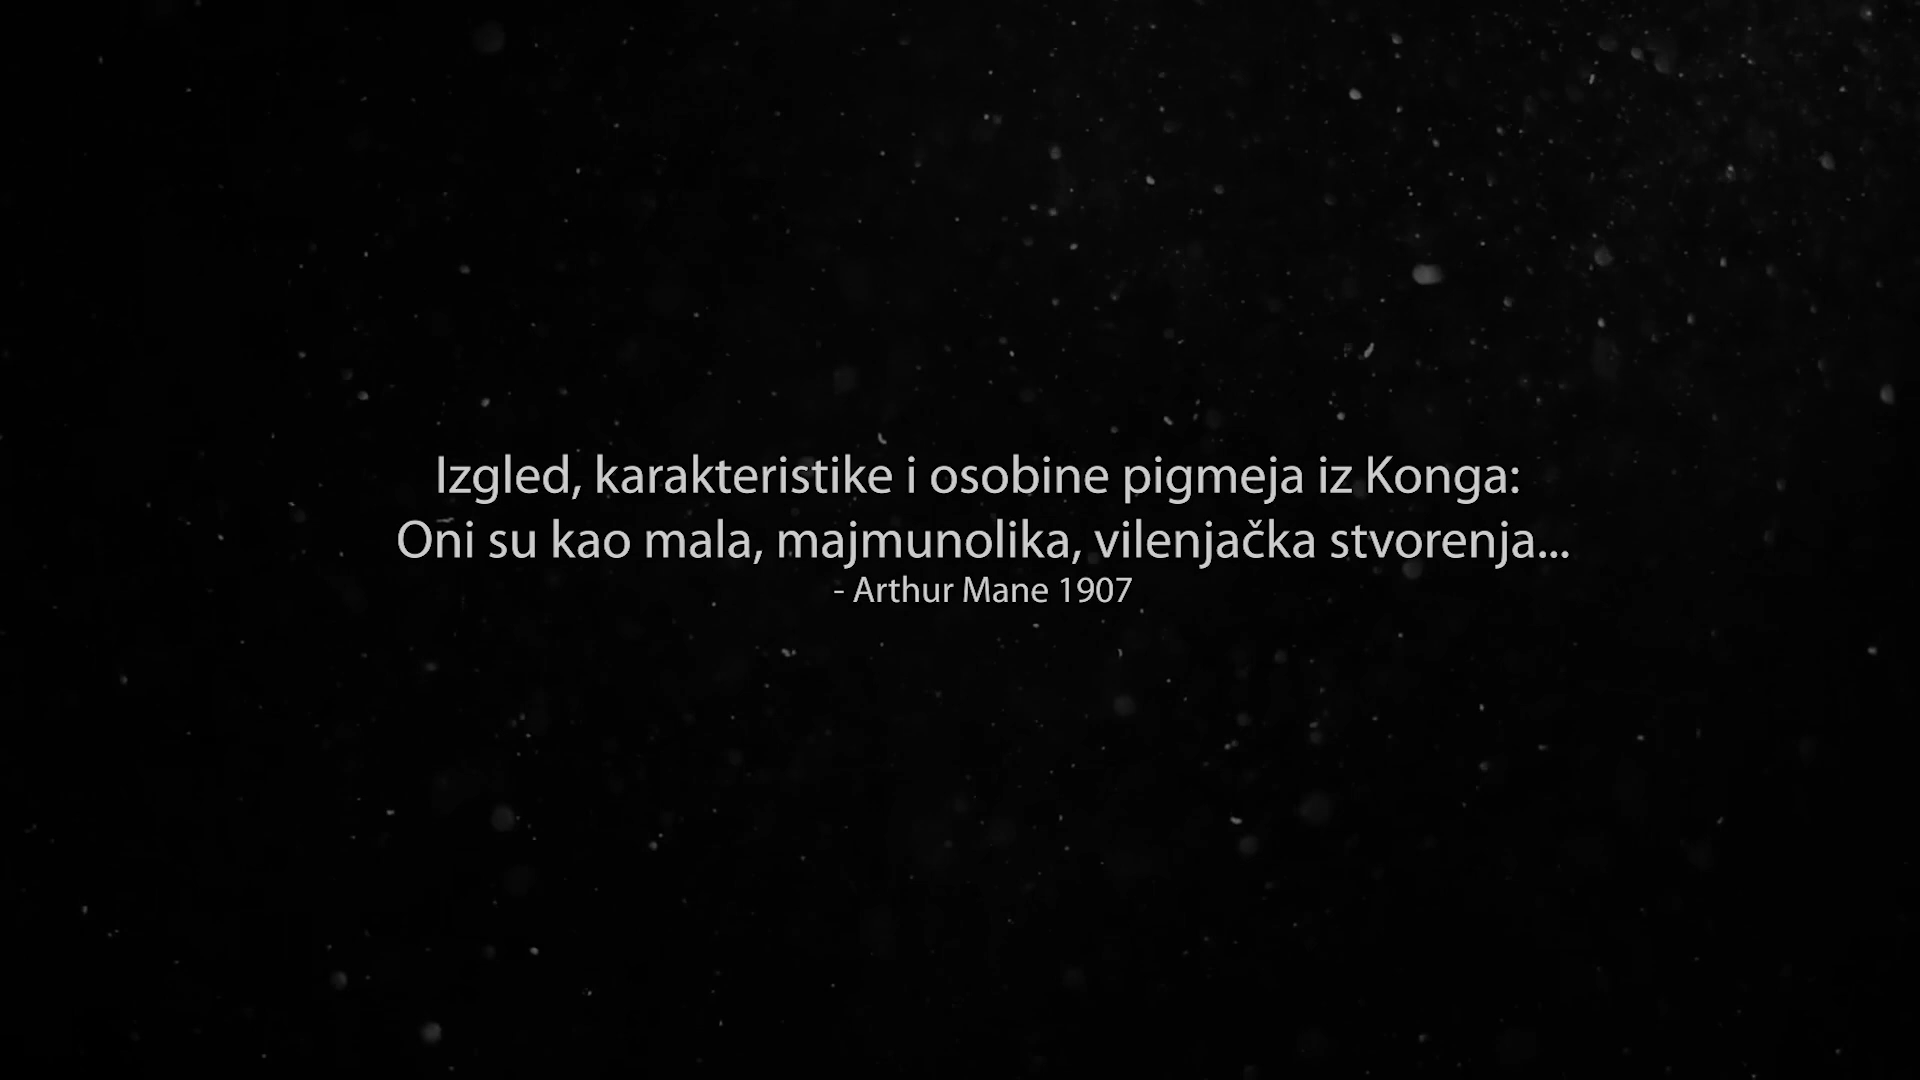 Izgled, karakteristike i osobine pigmeja iz Konga:
Oni su kao mala, majmunolika, vilenjačka stvorenja...
- Arthur Mane 1907